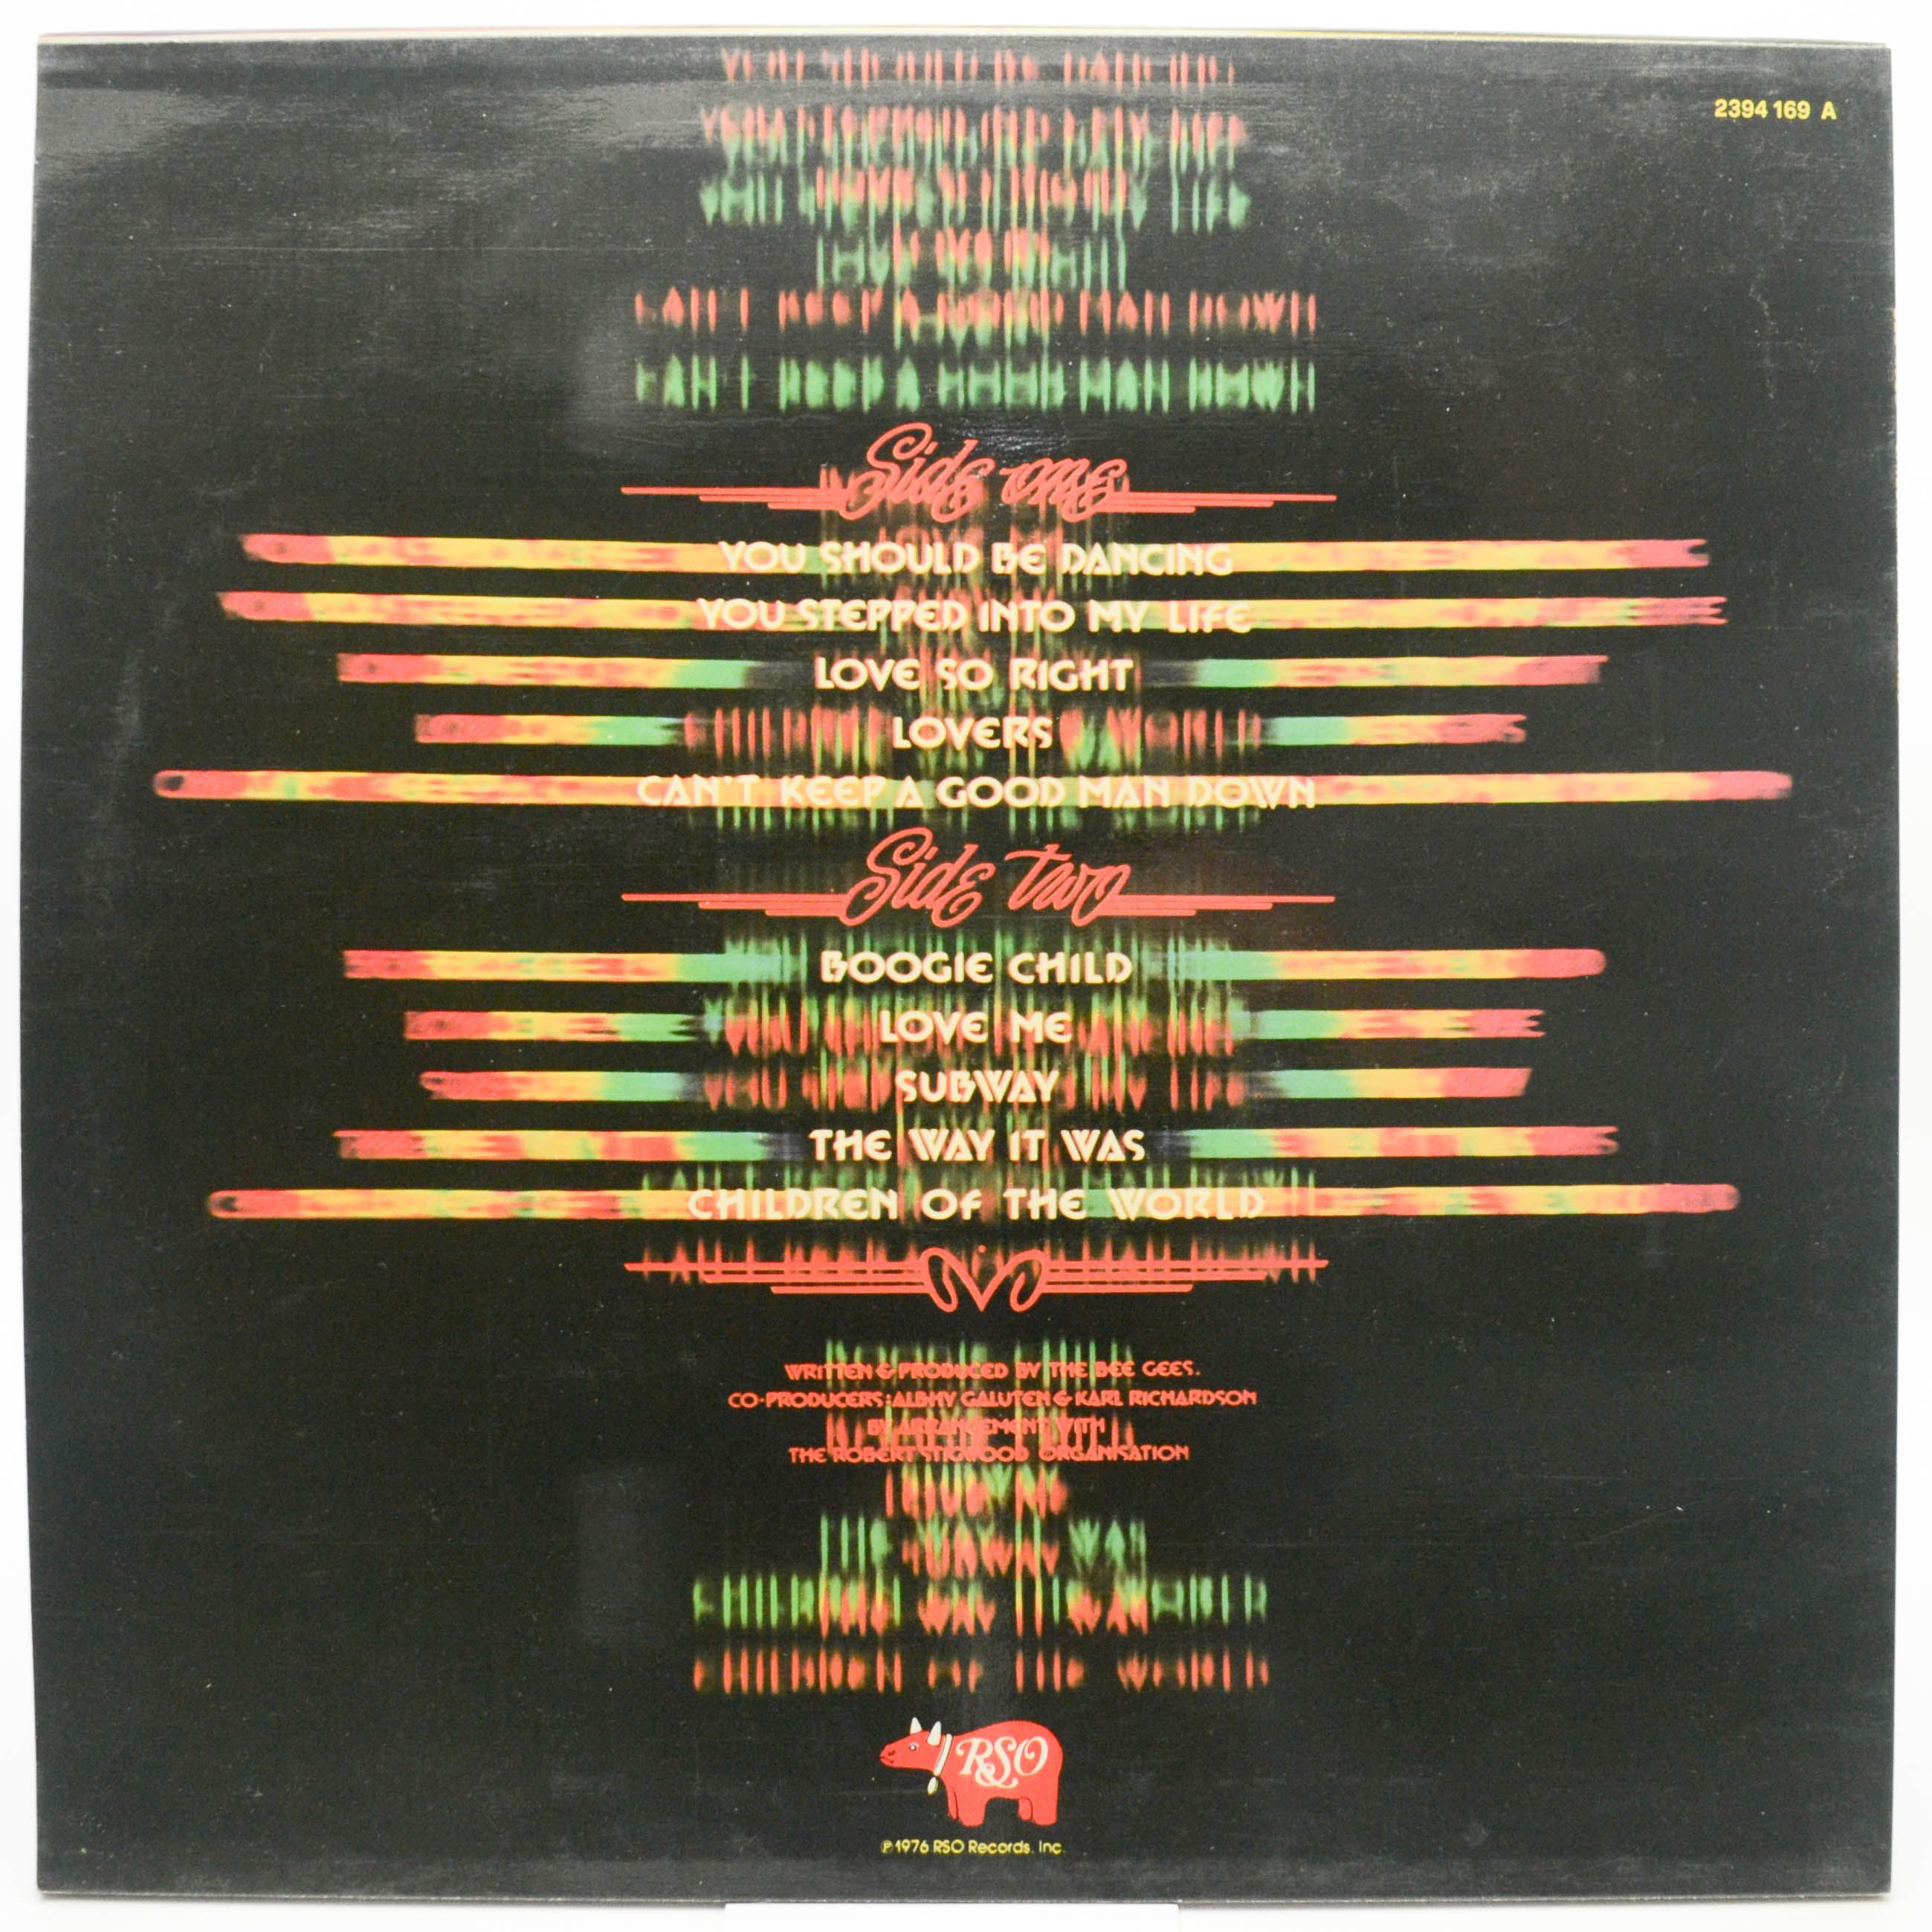 2394 169 A
Side one
YOU SHOULD BE DANCING
YOU STEPPED INTO MY LIFE
LOVE SO RIGHT
LOVERS
CAN'T KEEP A GOOD MAN DOWN
Side two
BOOGIE CHILD
LOVE ME
SUBWAY
THE WAY IT WAS
CHILDREN OF THE WORLD
WRITTEN & PRODUCED BY THE BEE GEES.
CO-PRODUCERS: ALBHY GALUTEN & KARL RICHARDSON
BY ARRANGEMENT WITH
THE ROBERT STIGWOOD ORGANISATION
RSO
℗ 1976 RSO Records, Inc.